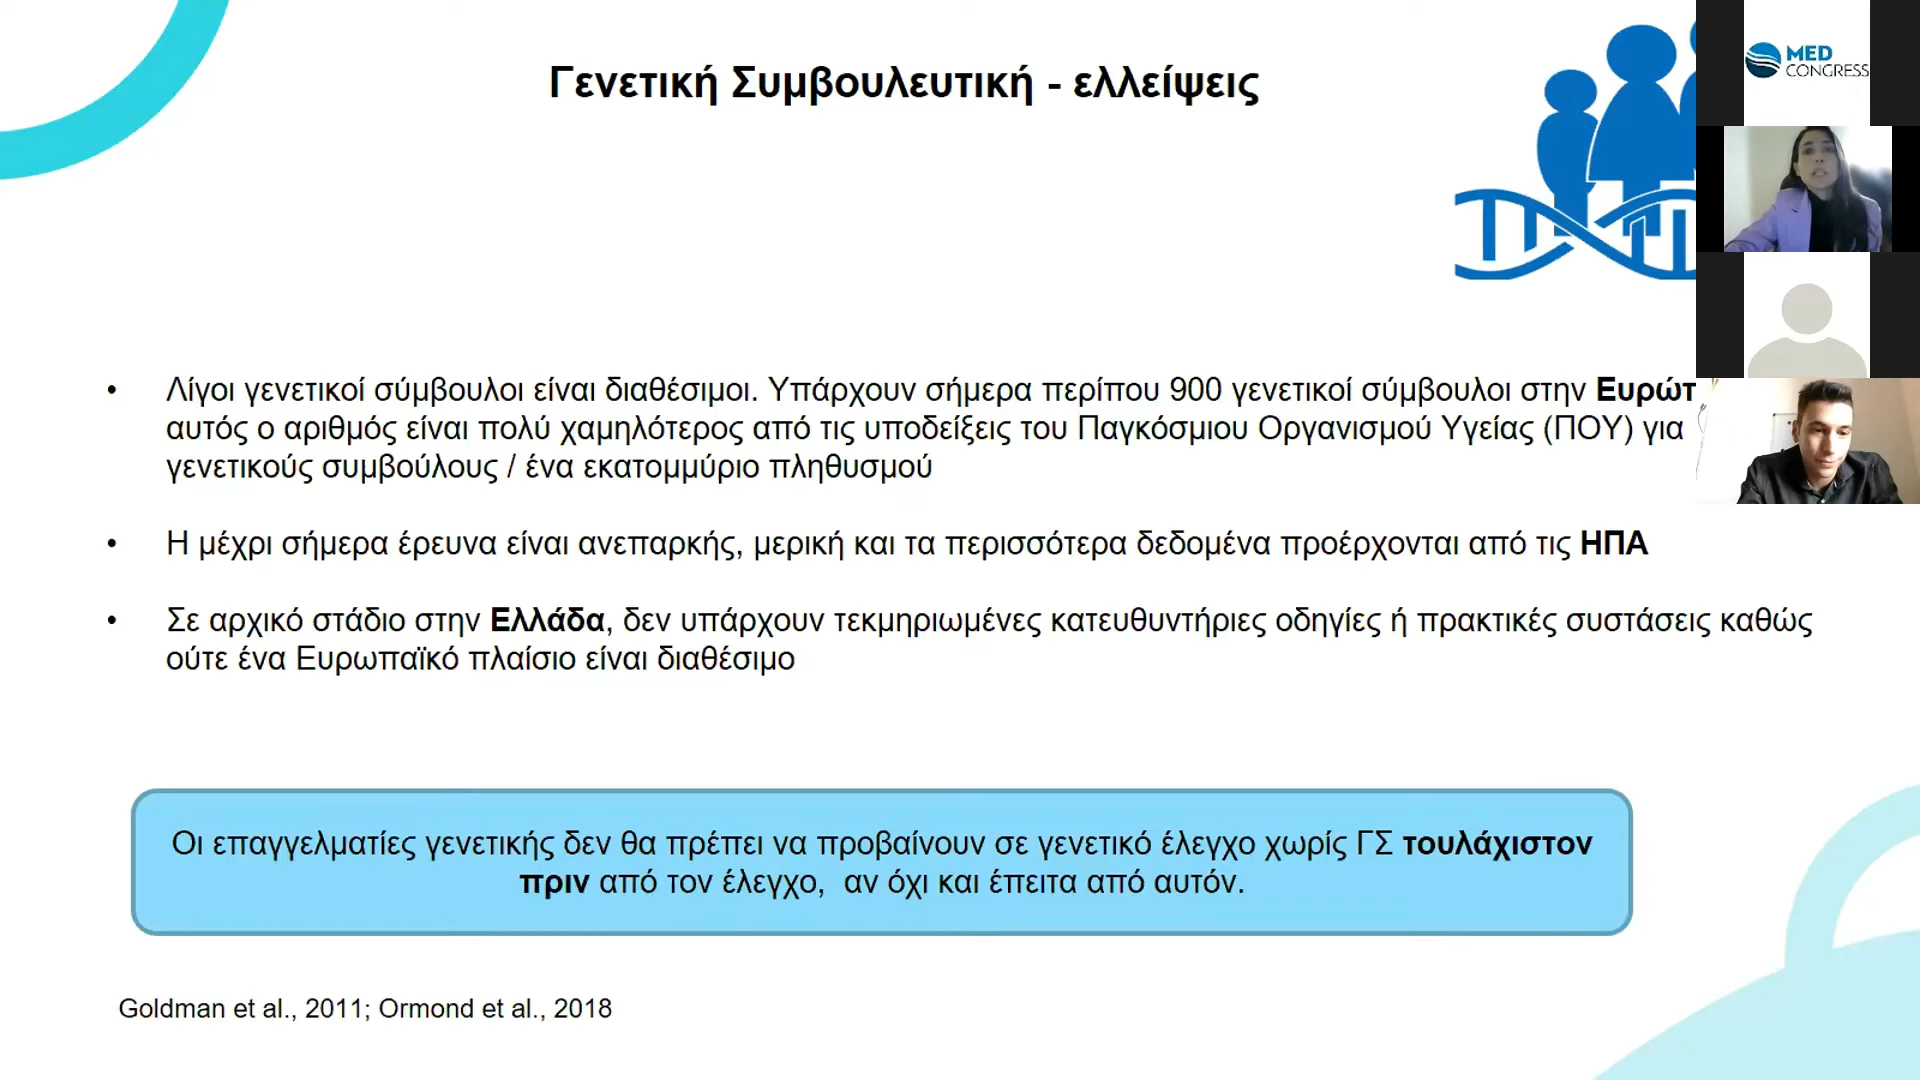 Γενετική Συμβουλευτική - ελλείψεις
MED
CONGRESS
• Λίγοι γενετικοί σύμβουλοι είναι διαθέσιμοι. Υπάρχουν σήμερα περίπου 900 γενετικοί σύμβουλοι στην
αυτός ο αριθμός είναι πολύ χαμηλότερος από τις υποδείξεις του Παγκόσμιου Οργανισμού Υγείας (ΠΟΥ) για
γενετικούς συμβούλους / ένα εκατομμύριο πληθυσμού
• Η μέχρι σήμερα έρευνα είναι ανεπαρκής, μερική και τα περισσότερα δεδομένα προέρχονται από τις ΗΠΑ
• Σε αρχικό στάδιο στην Ελλάδα, δεν υπάρχουν τεκμηριωμένες κατευθυντήριες οδηγίες ή πρακτικές συστάσεις καθώς
ούτε ένα Ευρωπαϊκό πλαίσιο είναι διαθέσιμο
Οι επαγγελματίες γενετικής δεν θα πρέπει να προβαίνουν σε γενετικό έλεγχο χωρίς ΓΣ τουλάχιστον
πριν από τον έλεγχο, αν όχι και έπειτα από αυτόν.
Goldman et al., 2011; Ormond et al., 2018